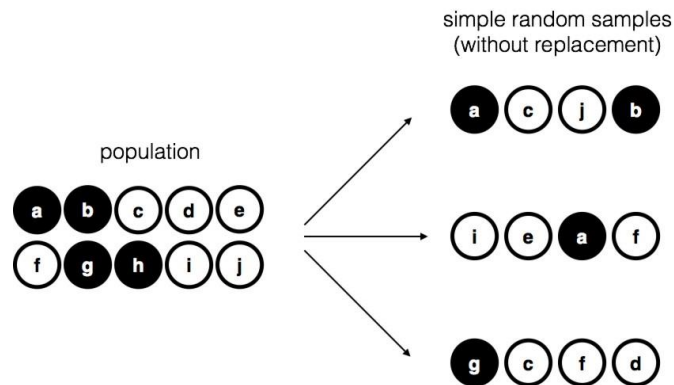 simple random samples
(without replacement)
a c j b
population
a b c d e
i e a f
f g h i j
g c f d